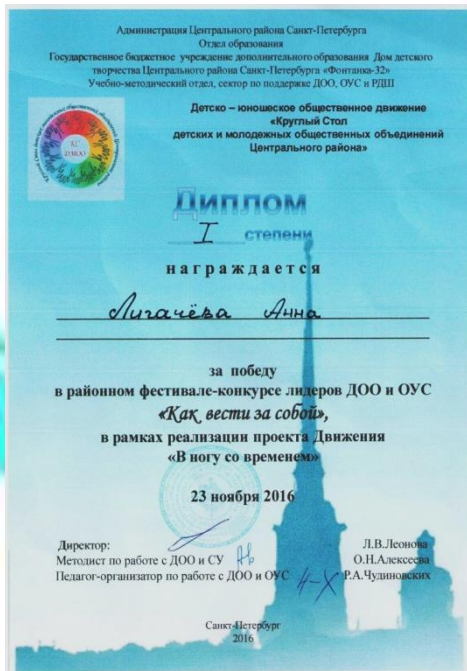 Администрация Центрального района Санкт-Петербурга
Отдел образования
Государственное бюджетное учреждение дополнительного образования Дом детского
творчества Центрального района Санкт-Петербурга «Фонтанка-32»
Учебно-методический отдел, сектор по поддержке ДОО, ОУС и РДШ
Детско – юношеское общественное движение
«Круглый Стол
детских и молодежных общественных объединений
Центрального района»
Диплом
I степени
награждается
Лигачёва Анна
за победу
в районном фестивале-конкурсе лидеров ДОО и ОУС
«Как вести за собой»,
в рамках реализации проекта Движения
«В ногу со временем»
23 ноября 2016
Директор: Л.В.Леонова
Методист по работе с ДОО и СУ О.Н.Алексеева
Педагог-организатор по работе с ДОО и ОУС Р.А.Чудиновских
Санкт-Петербург
2016